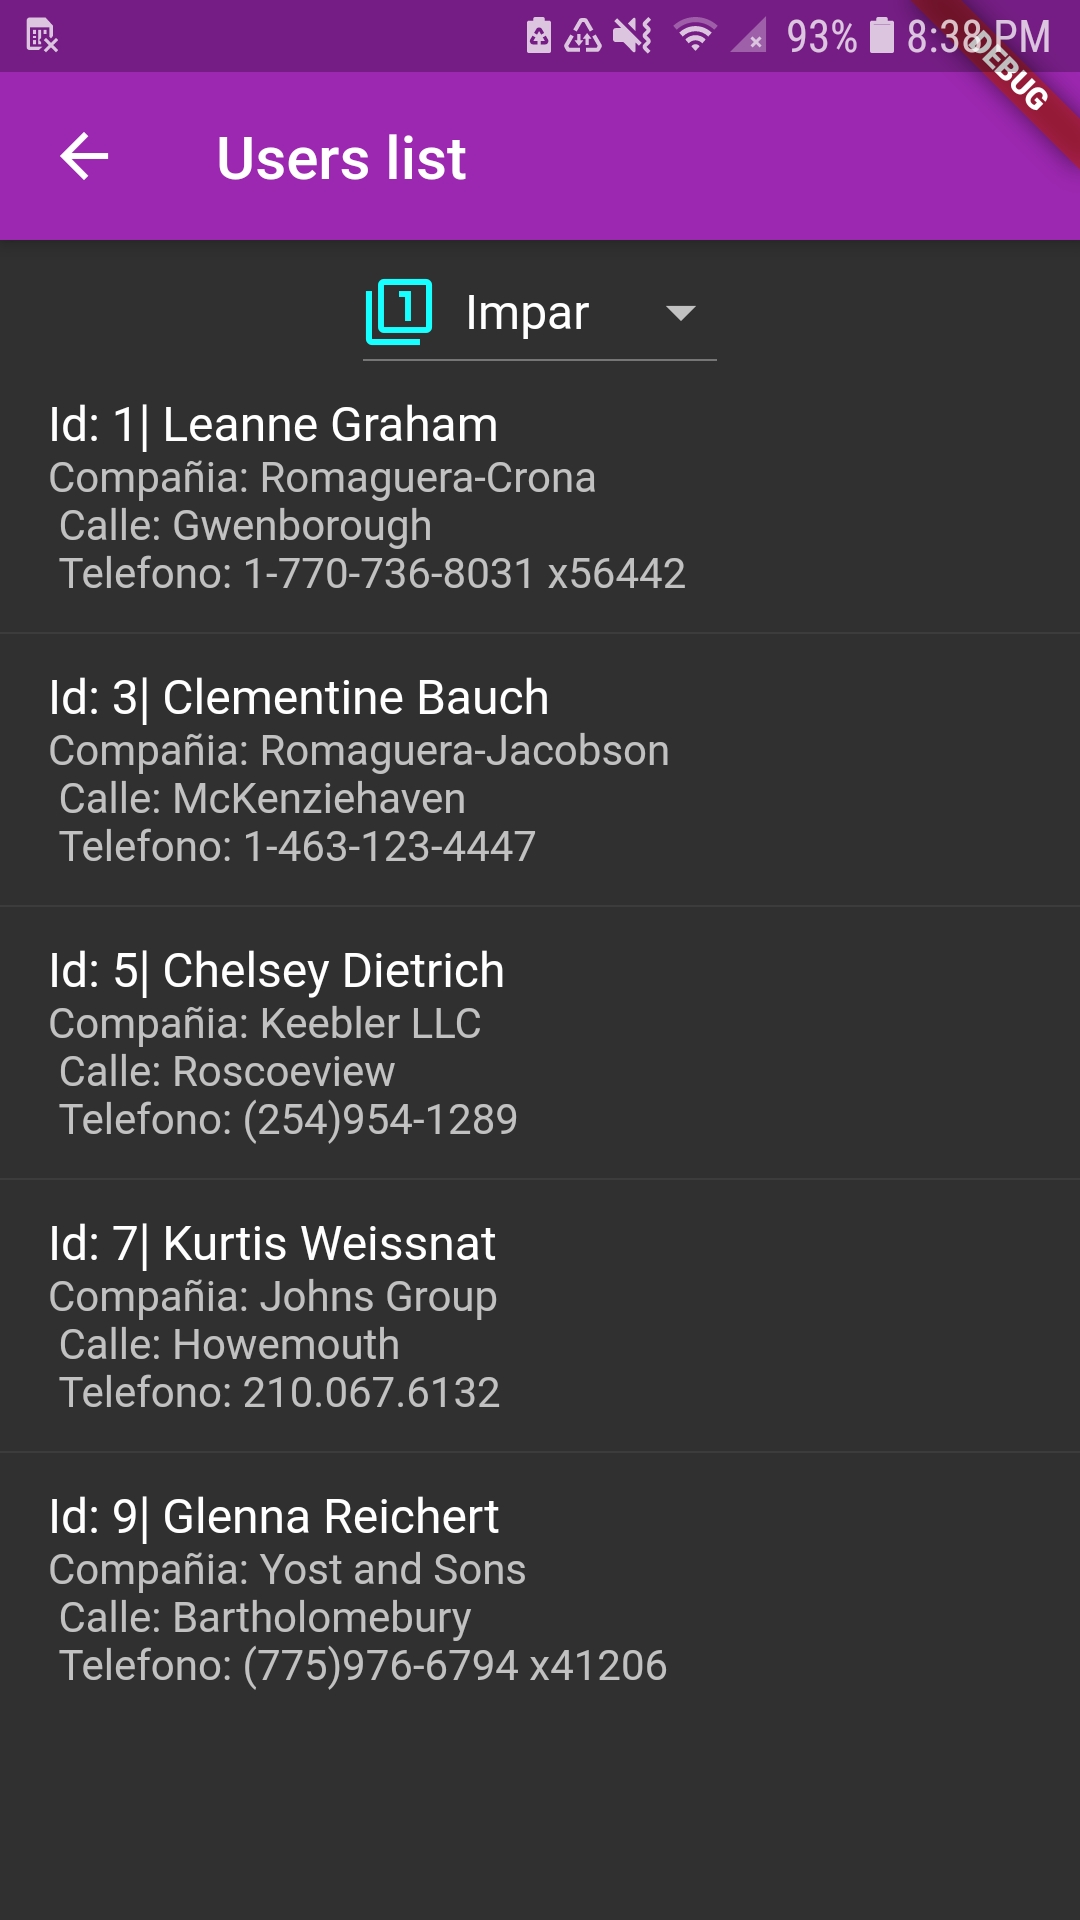 93% 8:38 PM
DEBUG
Users list
1 Impar
Id: 1| Leanne Graham
Compañia: Romaguera-Crona
Calle: Gwenborough
Telefono: 1-770-736-8031 x56442
Id: 3| Clementine Bauch
Compañia: Romaguera-Jacobson
Calle: McKenziehaven
Telefono: 1-463-123-4447
Id: 5| Chelsey Dietrich
Compañia: Keebler LLC
Calle: Roscoeview
Telefono: (254)954-1289
Id: 7| Kurtis Weissnat
Compañia: Johns Group
Calle: Howemouth
Telefono: 210.067.6132
Id: 9| Glenna Reichert
Compañia: Yost and Sons
Calle: Bartholomebury
Telefono: (775)976-6794 x41206